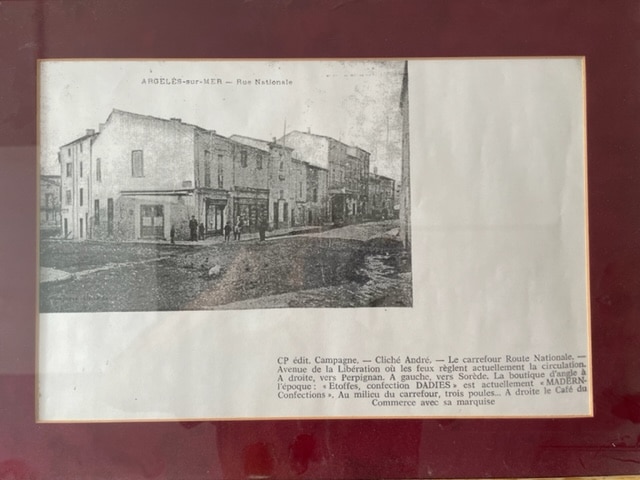 ARGELÈS-sur-MER — Rue Nationale
CP édit. Campagne. — Cliché André. — Le carrefour Route Nationale. —
Avenue de la Libération où les feux règlent actuellement la circulation.
A droite, vers Perpignan. A gauche, vers Sorède. La boutique d'angle à
l'époque : « Etoffes, confection DADIES » est actuellement « MADERN-
Confections ». Au milieu du carrefour, trois poules... A droite le Café du
Commerce avec sa marquise